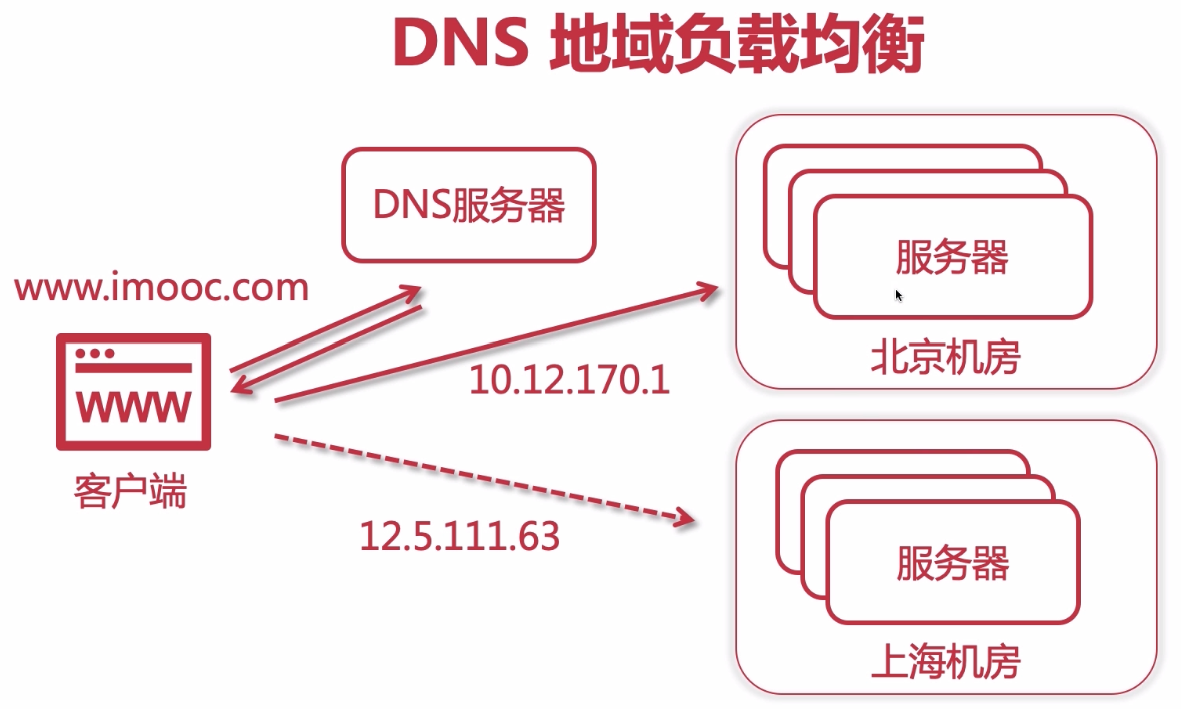 DNS 地域负载均衡
DNS服务器
www.imooc.com
WWW
客户端
10.12.170.1
12.5.111.63
服务器
北京机房
服务器
上海机房